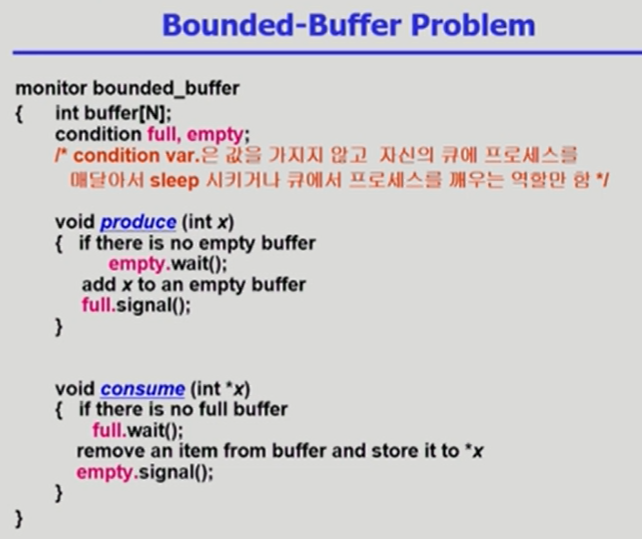 Bounded-Buffer Problem
monitor bounded_buffer
{ int buffer[N];
condition full, empty;
/* condition var.은 값을 가지지 않고 자신의 큐에 프로세스를
매달아서 sleep 시키거나 큐에서 프로세스를 깨우는 역할만 함 */
void produce (int x)
{ if there is no empty buffer
empty.wait();
add x to an empty buffer
full.signal();
}
void consume (int *x)
{ if there is no full buffer
full.wait();
remove an item from buffer and store it to *x
empty.signal();
}
}